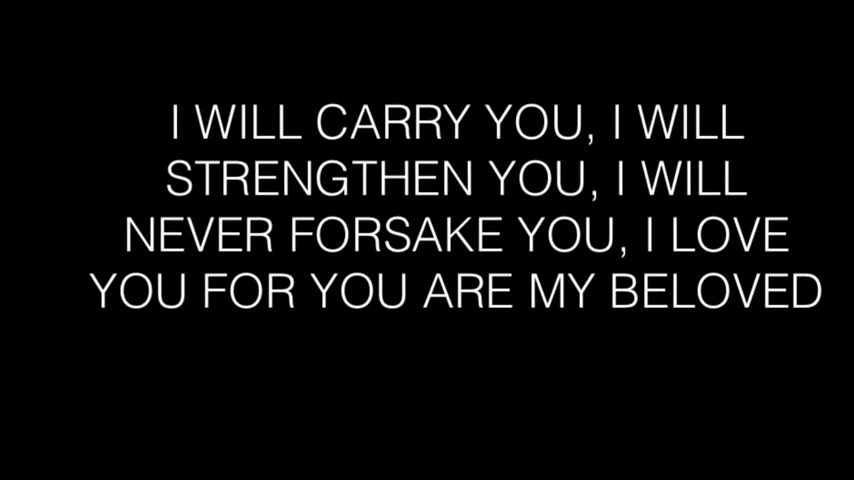 I WILL CARRY YOU, I WILL
STRENGTHEN YOU, I WILL
NEVER FORSAKE YOU, I LOVE
YOU FOR YOU ARE MY BELOVED